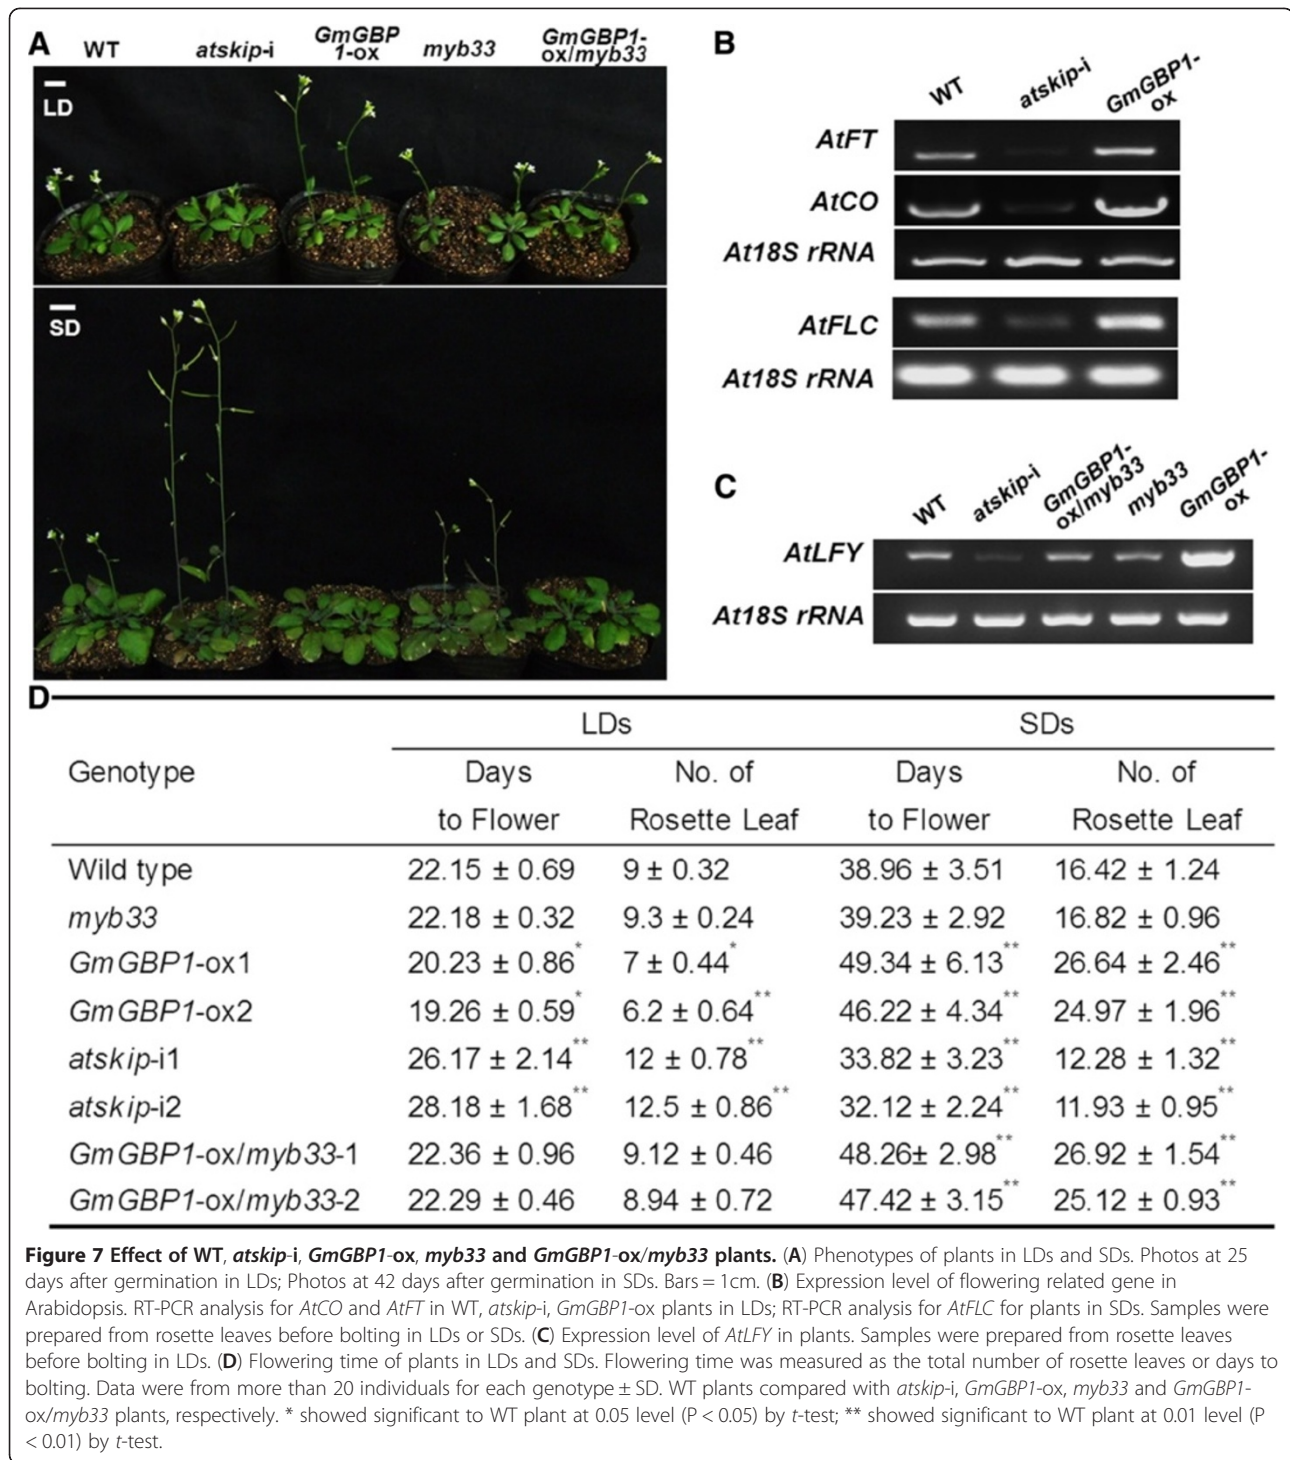 A
WT
atskip-i
GmGBP
1-ox
myb33
GmGBP1-
ox/myb33
LD
SD
B
WT
atskip-i
GmGBP1-
ox
AtFT
AtCO
At18S rRNA
AtFLC
At18S rRNA
C
WT
atskip-i
GmGBP1-
ox/myb33
myb33
GmGBP1-
ox
AtLFY
At18S rRNA
D
LDs SDs
Genotype Days No. of Days No. of
to Flower Rosette Leaf to Flower Rosette Leaf
Wild type 22.15 ± 0.69 9 ± 0.32 38.96 ± 3.51 16.42 ± 1.24
myb33 22.18 ± 0.32 9.3 ± 0.24 39.23 ± 2.92 16.82 ± 0.96
GmGBP1-ox1 20.23 ± 0.86* 7 ± 0.44* 49.34 ± 6.13** 26.64 ± 2.46**
GmGBP1-ox2 19.26 ± 0.59* 6.2 ± 0.64** 46.22 ± 4.34** 24.97 ± 1.96**
atskip-i1 26.17 ± 2.14** 12 ± 0.78** 33.82 ± 3.23** 12.28 ± 1.32**
atskip-i2 28.18 ± 1.68** 12.5 ± 0.86** 32.12 ± 2.24** 11.93 ± 0.95**
GmGBP1-ox/myb33-1 22.36 ± 0.96 9.12 ± 0.46 48.26± 2.98** 26.92 ± 1.54**
GmGBP1-ox/myb33-2 22.29 ± 0.46 8.94 ± 0.72 47.42 ± 3.15** 25.12 ± 0.93**
Figure 7 Effect of WT, atskip-i, GmGBP1-ox, myb33 and GmGBP1-ox/myb33 plants. (A) Phenotypes of plants in LDs and SDs. Photos at 25
days after germination in LDs; Photos at 42 days after germination in SDs. Bars = 1cm. (B) Expression level of flowering related gene in
Arabidopsis. RT-PCR analysis for AtCO and AtFT in WT, atskip-i, GmGBP1-ox plants in LDs; RT-PCR analysis for AtFLC for plants in SDs. Samples were
prepared from rosette leaves before bolting in LDs or SDs. (C) Expression level of AtLFY in plants. Samples were prepared from rosette leaves
before bolting in LDs. (D) Flowering time of plants in LDs and SDs. Flowering time was measured as the total number of rosette leaves or days to
bolting. Data were from more than 20 individuals for each genotype ± SD. WT plants compared with atskip-i, GmGBP1-ox, myb33 and GmGBP1-
ox/myb33 plants, respectively. * showed significant to WT plant at 0.05 level (P < 0.05) by t-test; ** showed significant to WT plant at 0.01 level (P
< 0.01) by t-test.